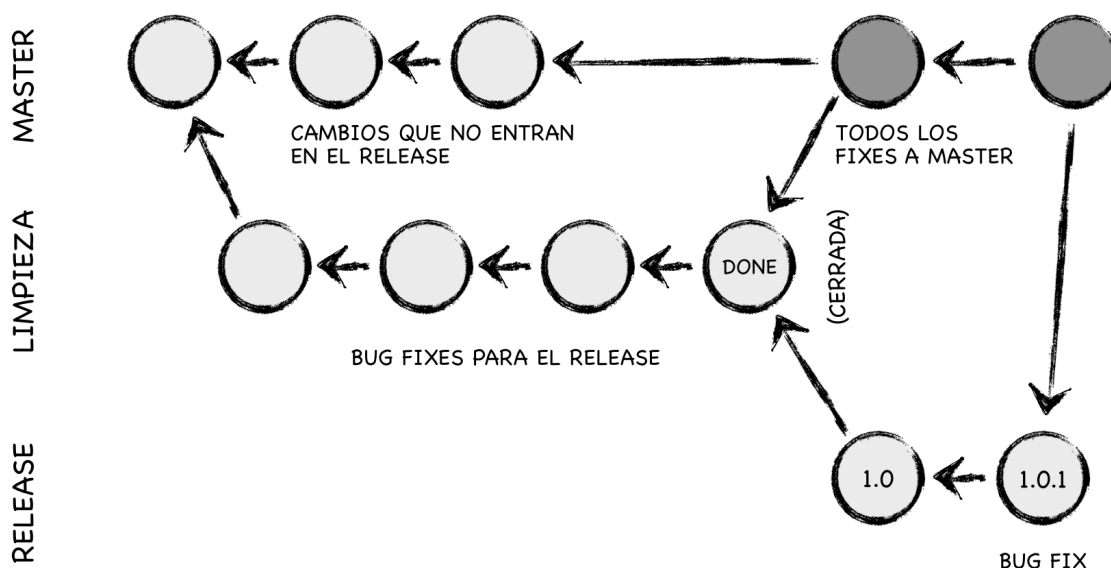 MASTER
CAMBIOS QUE NO ENTRAN
EN EL RELEASE
TODOS LOS
FIXES A MASTER
LIMPIEZA
DONE
(CERRADA)
BUG FIXES PARA EL RELEASE
RELEASE
1.0
1.0.1
BUG FIX